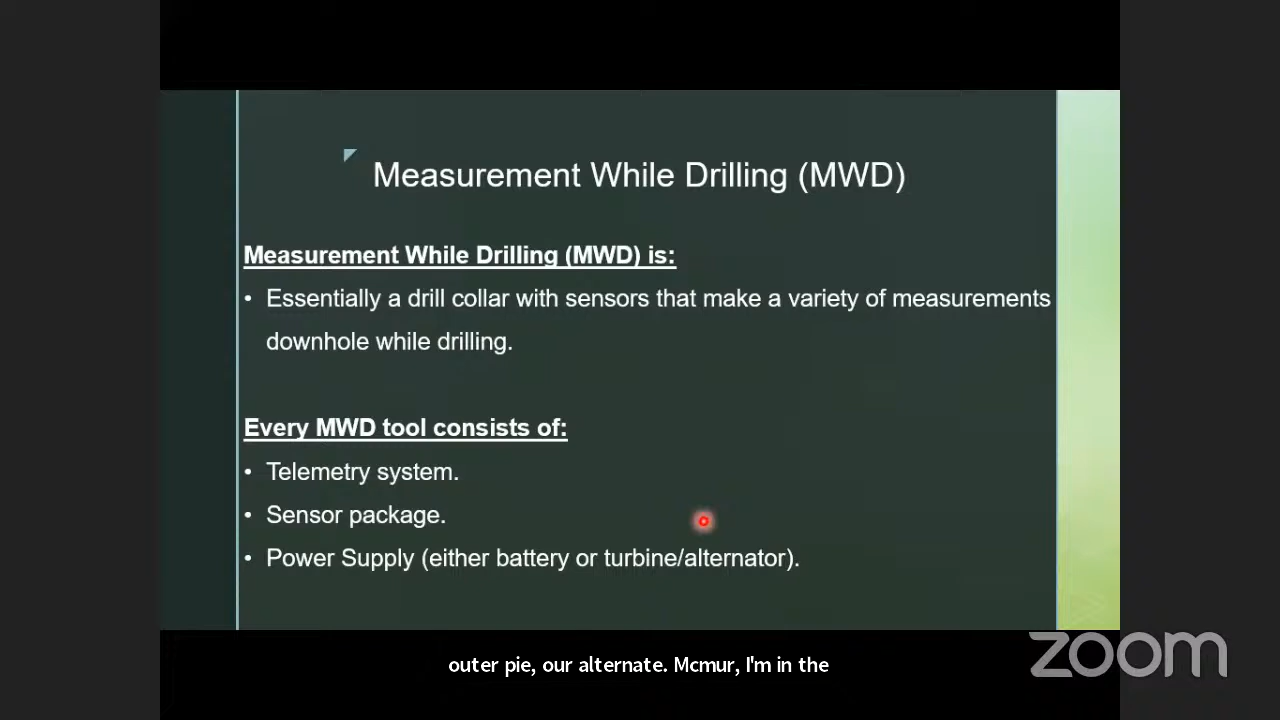 Measurement While Drilling (MWD)
Measurement While Drilling (MWD) is:
• Essentially a drill collar with sensors that make a variety of measurements
downhole while drilling.
Every MWD tool consists of:
• Telemetry system.
• Sensor package.
• Power Supply (either battery or turbine/alternator).
outer pie, our alternate. Mcmur, I'm in the
zoom